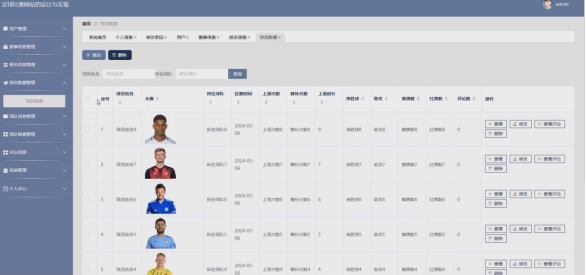 足球比赛网站的设计与实现
admin
用户管理
首页 // 球员数据
系统首页 个人信息× 修改密码 用户× 赛事信息× 报名信息× 球员数据×
赛事信息管理
报名信息管理
+ 添加 删除
球员数据管理
球员姓名 球员姓名 所在球队 所在球队 查询
球员数据
球队信息管理
球队数据管理
论坛管理
系统管理
个人中心
序号 球员姓名 头像 所在球队 比赛时间 上场次数 替补次数 上场时长 净胜球 助攻 黄牌数 红牌数 评论数 操作
1 球员姓名8 所在球队8 2024-03-08 上场次数8 替补次数8 8 净胜球8 助攻8 黄牌数8 红牌数8 0 查看 修改 查看评论
删除
2 球员姓名7 所在球队7 2024-03-08 上场次数7 替补次数7 7 净胜球7 助攻7 黄牌数7 红牌数7 0 查看 修改 查看评论
删除
3 球员姓名6 所在球队6 2024-03-08 上场次数6 替补次数6 6 净胜球6 助攻6 黄牌数6 红牌数6 0 查看 修改 查看评论
删除
4 球员姓名5 所在球队5 2024-03-08 上场次数5 替补次数5 5 净胜球5 助攻5 黄牌数5 红牌数5 0 查看 修改 查看评论
删除
5 球员姓名4 所在球队4 2024-03- 上场次数4 替补次数4 4 净胜球4 助攻4 黄牌数4 红牌数4 0 查看 修改 查看评论